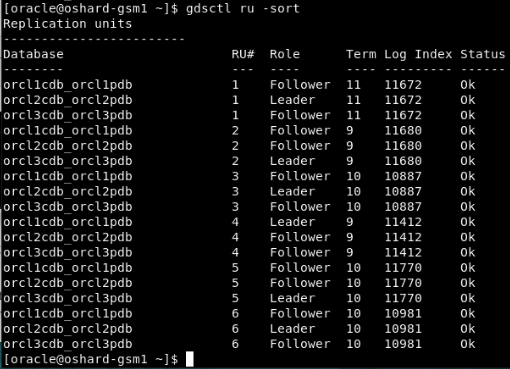 [oracle@oshard-gsm1 ~]$ gdsctl ru -sort
Replication units
------------------------
Database RU# Role Term Log Index Status
-------- --- ---- ---- --------- ------
orcl1cdb_orcl1pdb 1 Follower 11 11672 Ok
orcl2cdb_orcl2pdb 1 Leader 11 11672 Ok
orcl3cdb_orcl3pdb 1 Follower 11 11672 Ok
orcl1cdb_orcl1pdb 2 Follower 9 11680 Ok
orcl2cdb_orcl2pdb 2 Follower 9 11680 Ok
orcl3cdb_orcl3pdb 2 Leader 9 11680 Ok
orcl1cdb_orcl1pdb 3 Follower 10 10887 Ok
orcl2cdb_orcl2pdb 3 Leader 10 10887 Ok
orcl3cdb_orcl3pdb 3 Follower 10 10887 Ok
orcl1cdb_orcl1pdb 4 Leader 9 11412 Ok
orcl2cdb_orcl2pdb 4 Follower 9 11412 Ok
orcl3cdb_orcl3pdb 4 Follower 9 11412 Ok
orcl1cdb_orcl1pdb 5 Follower 10 11770 Ok
orcl2cdb_orcl2pdb 5 Follower 10 11770 Ok
orcl3cdb_orcl3pdb 5 Leader 10 11770 Ok
orcl1cdb_orcl1pdb 6 Follower 10 10981 Ok
orcl2cdb_orcl2pdb 6 Leader 10 10981 Ok
orcl3cdb_orcl3pdb 6 Follower 10 10981 Ok
[oracle@oshard-gsm1 ~]$